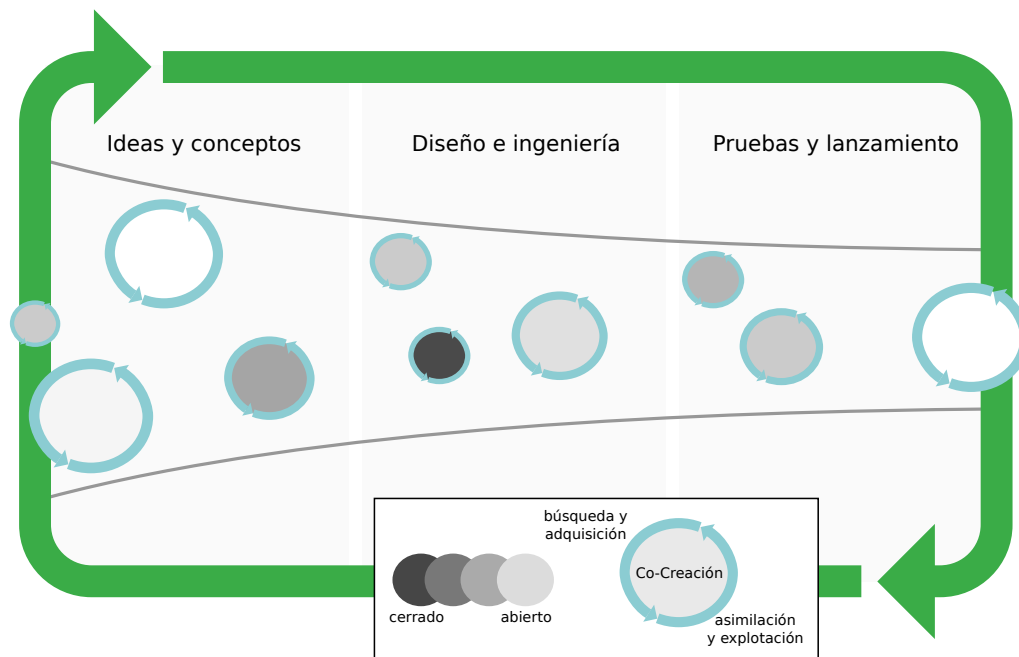 Ideas y conceptos
Diseño e ingeniería
Pruebas y lanzamiento
búsqueda y
adquisición
Co-Creación
cerrado
abierto
asimilación
y explotación